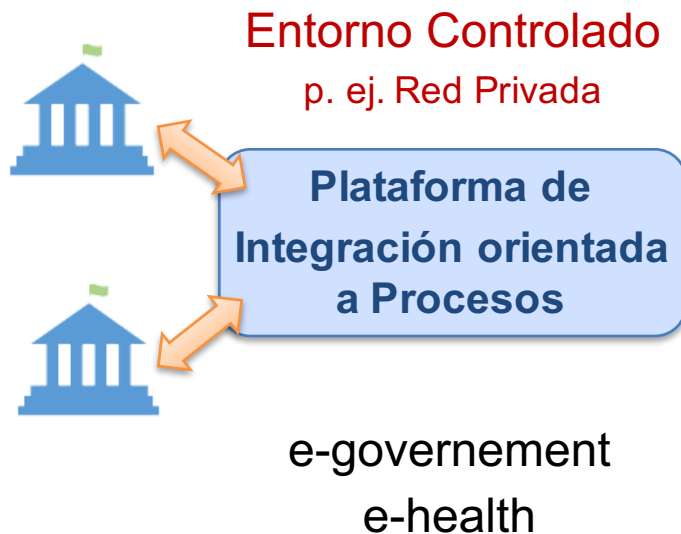 Entorno Controlado
p. ej. Red Privada
Plataforma de
Integración orientada
a Procesos
e-governement
e-health